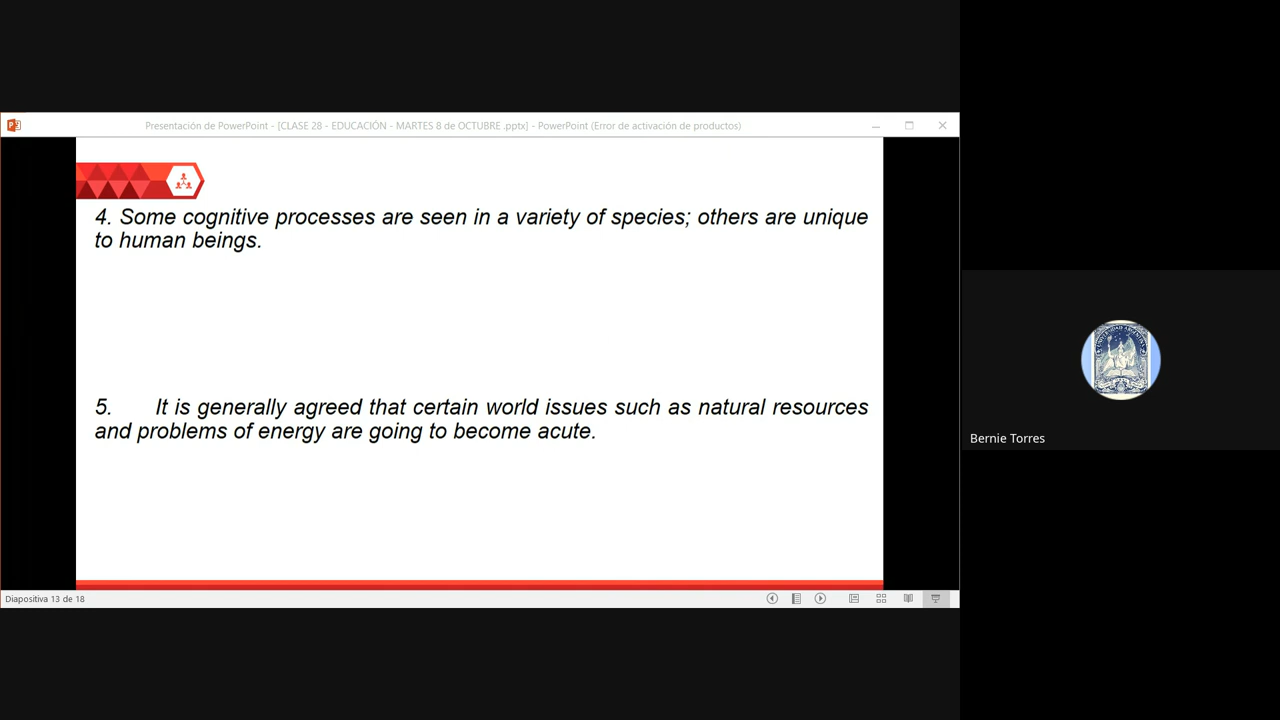 Presentación de PowerPoint - [CLASE 28 - EDUCACIÓN - MARTES 8 de OCTUBRE .pptx] - PowerPoint (Error de activación de productos)
4. Some cognitive processes are seen in a variety of species; others are unique
to human beings.
5. It is generally agreed that certain world issues such as natural resources
and problems of energy are going to become acute.
Bernie Torres
Diapositiva 13 de 18